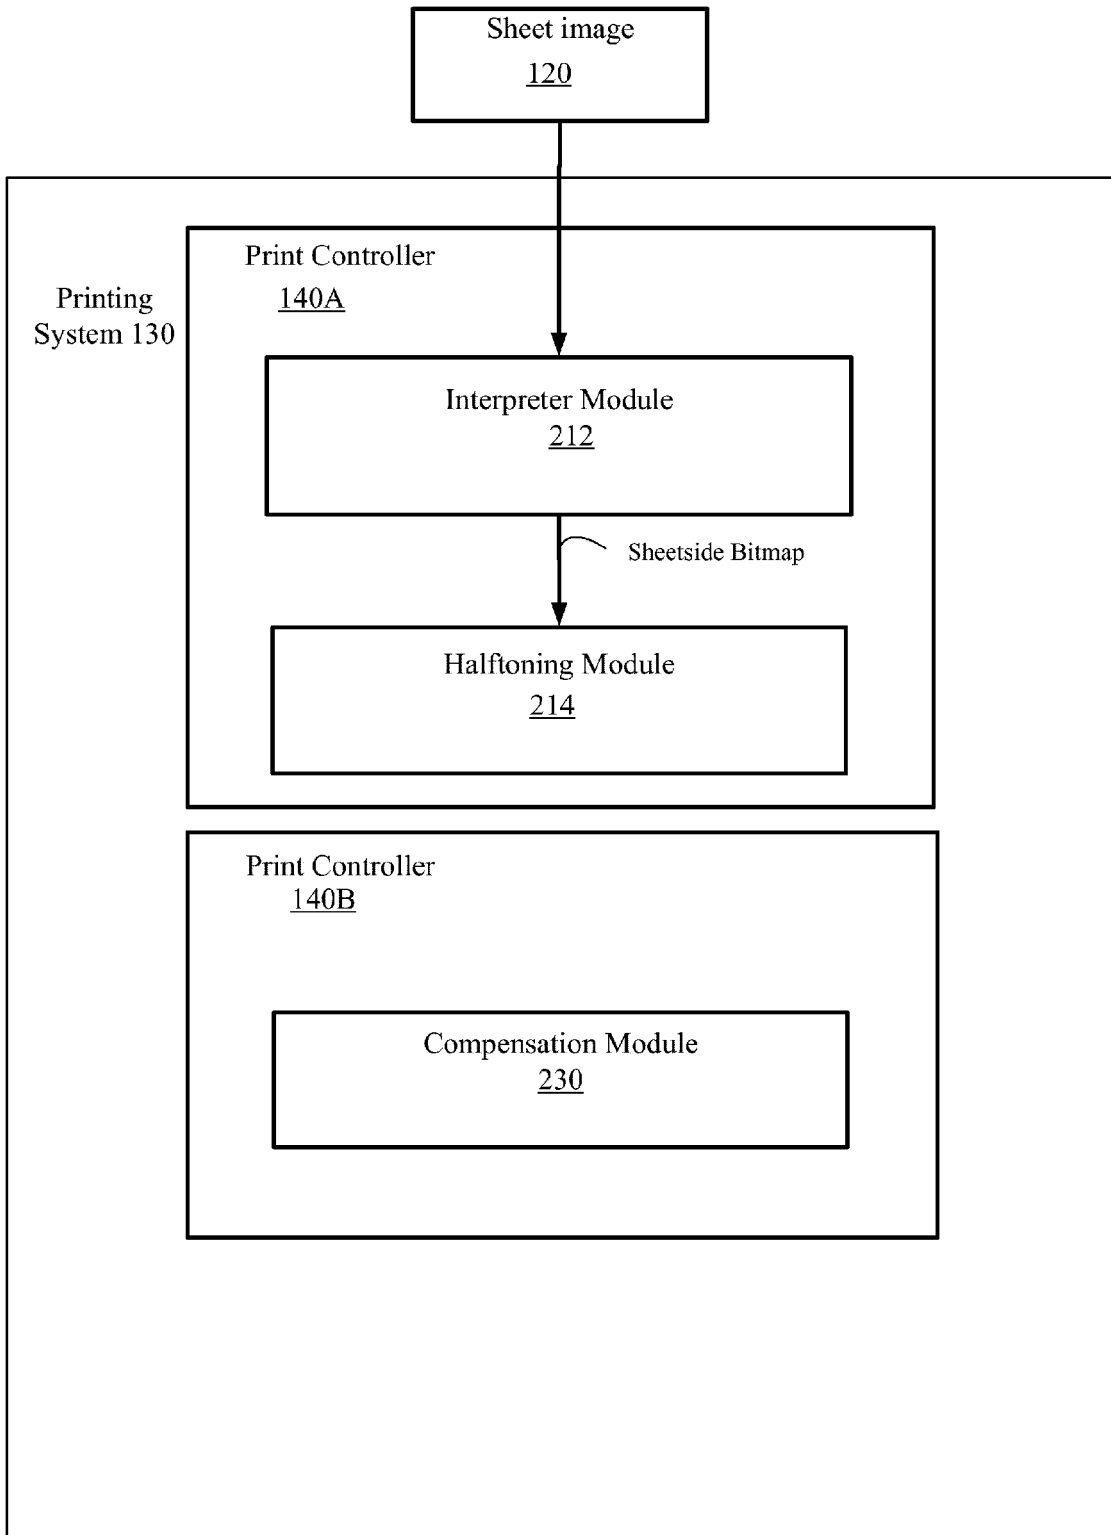 Sheet image
120
Print Controller
140A
Printing
System 130
Interpreter Module
212
Sheetside Bitmap
Halftoning Module
214
Print Controller
140B
Compensation Module
230